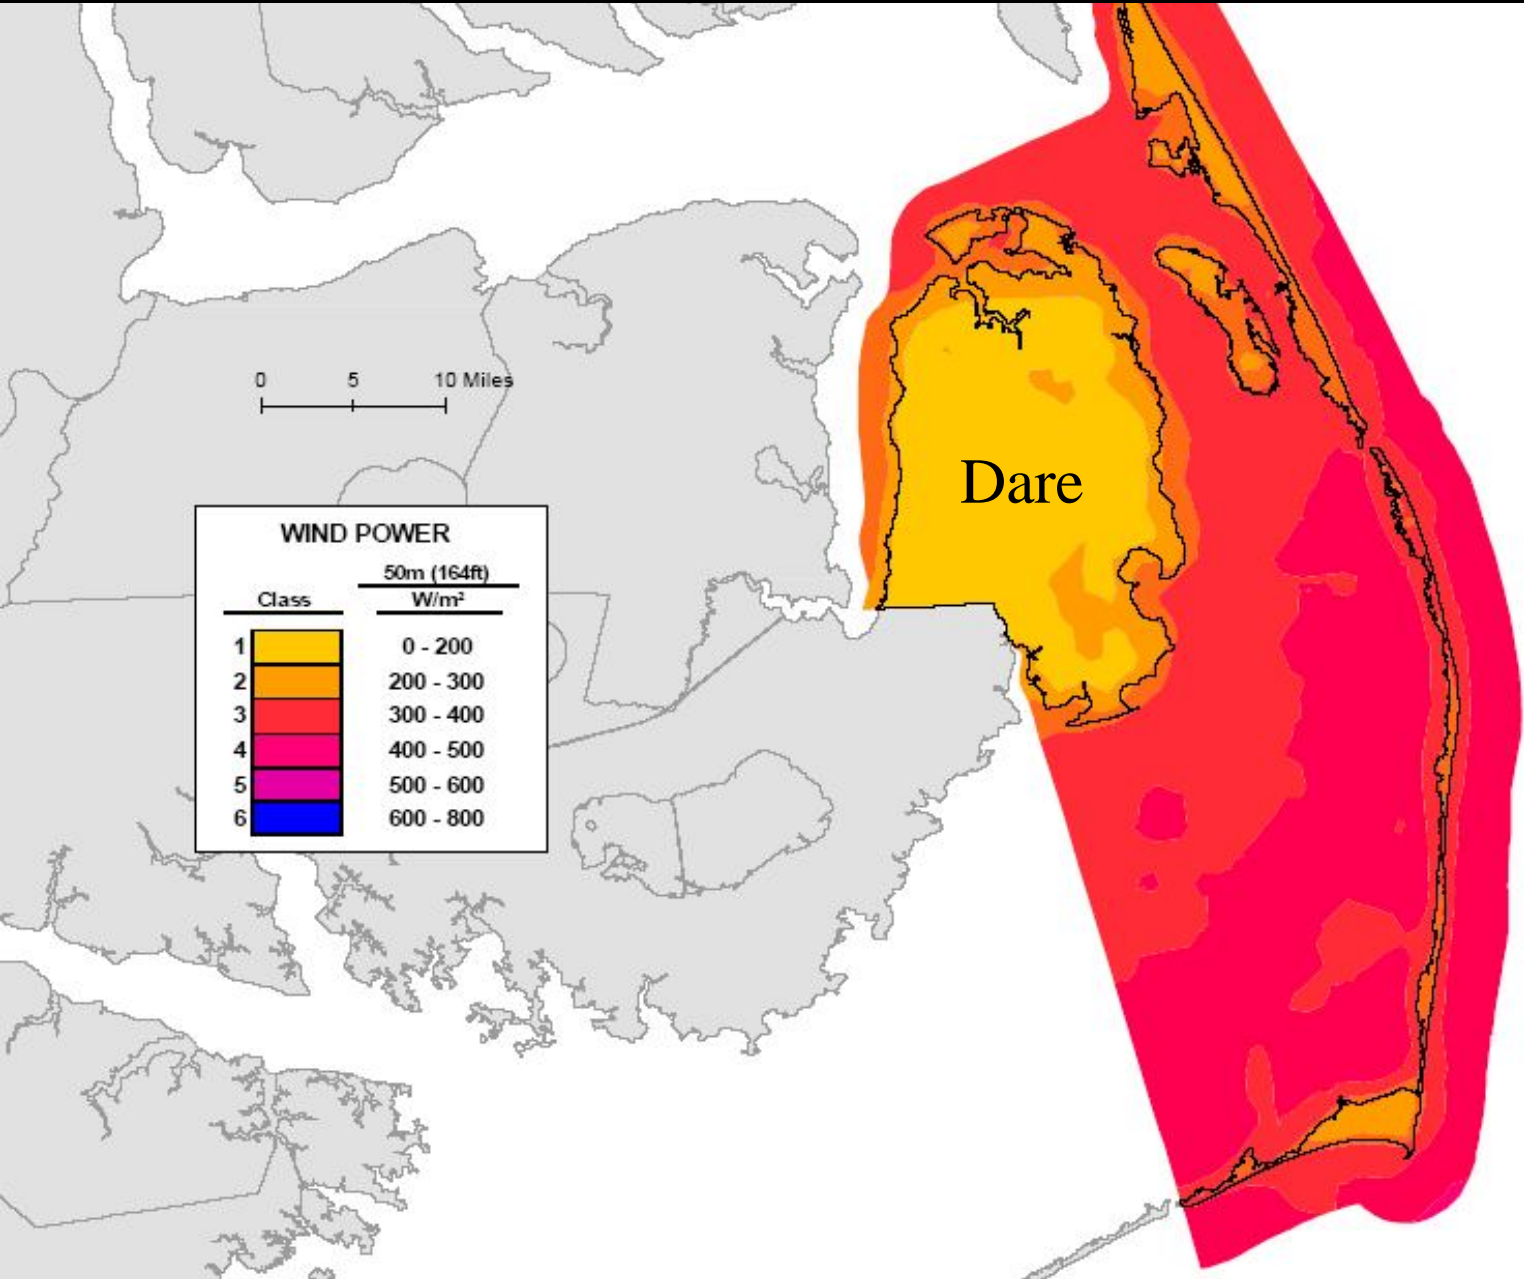 0 5 10 Miles
Dare
WIND POWER
50m (164ft)
Class W/m²
1 0 - 200
2 200 - 300
3 300 - 400
4 400 - 500
5 500 - 600
6 600 - 800